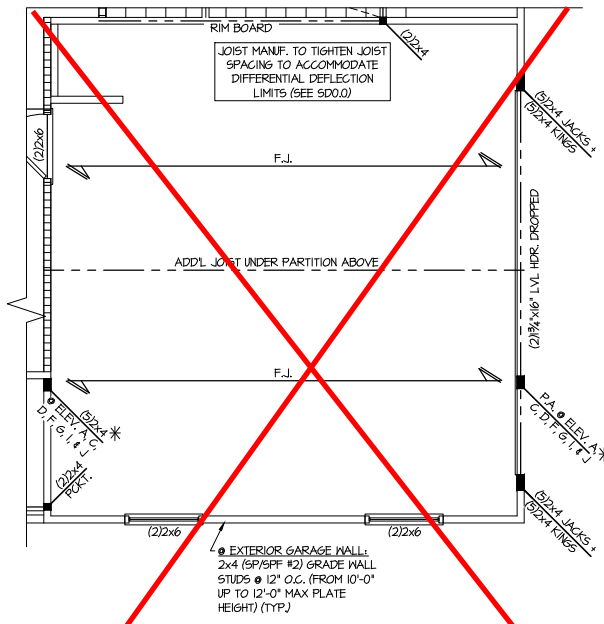 RIM BOARD
(2)2x4
JOIST MANUF. TO TIGHTEN JOIST
SPACING TO ACCOMMODATE
DIFFERENTIAL DEFLECTION
LIMITS (SEE SD0.0)
(5)2x4 JACKS +
(5)2x4 KINGS
(2)2x6
F.J.
ADD'L JOIST UNDER PARTITION ABOVE
(2)1¾"x16" LVL HDR. DROPPED
F.J.
(5)2x4 *
@ ELEV. A, C,
D, F, G, I, & J
P.A. @ ELEV. A *
C, D, F, G, I, & J
(2)2x4
PCKT.
(5)2x4 JACKS +
(5)2x4 KINGS
(2)2x6
(2)2x6
@ EXTERIOR GARAGE WALL:
2x4 (SP/SPF #2) GRADE WALL
STUDS @ 12" O.C. (FROM 10'-0"
UP TO 12'-0" MAX PLATE
HEIGHT) (TYP.)